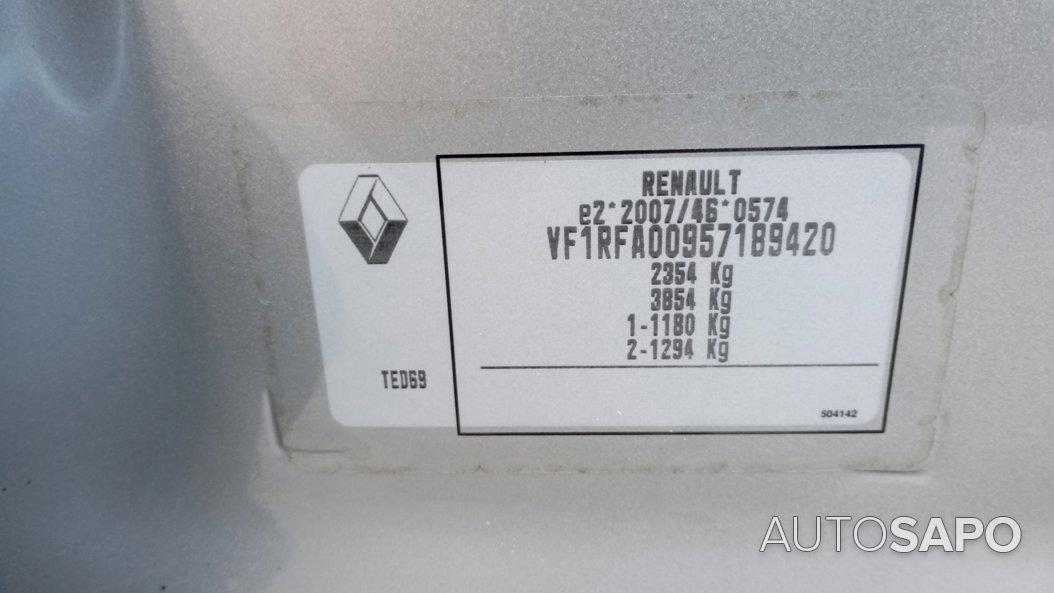 RENAULT
e2*2007/46*0574
VF1RFA00957189420
2354 Kg
3854 Kg
1-1180 Kg
2-1294 Kg
TED69
504142
AUTOSAPO